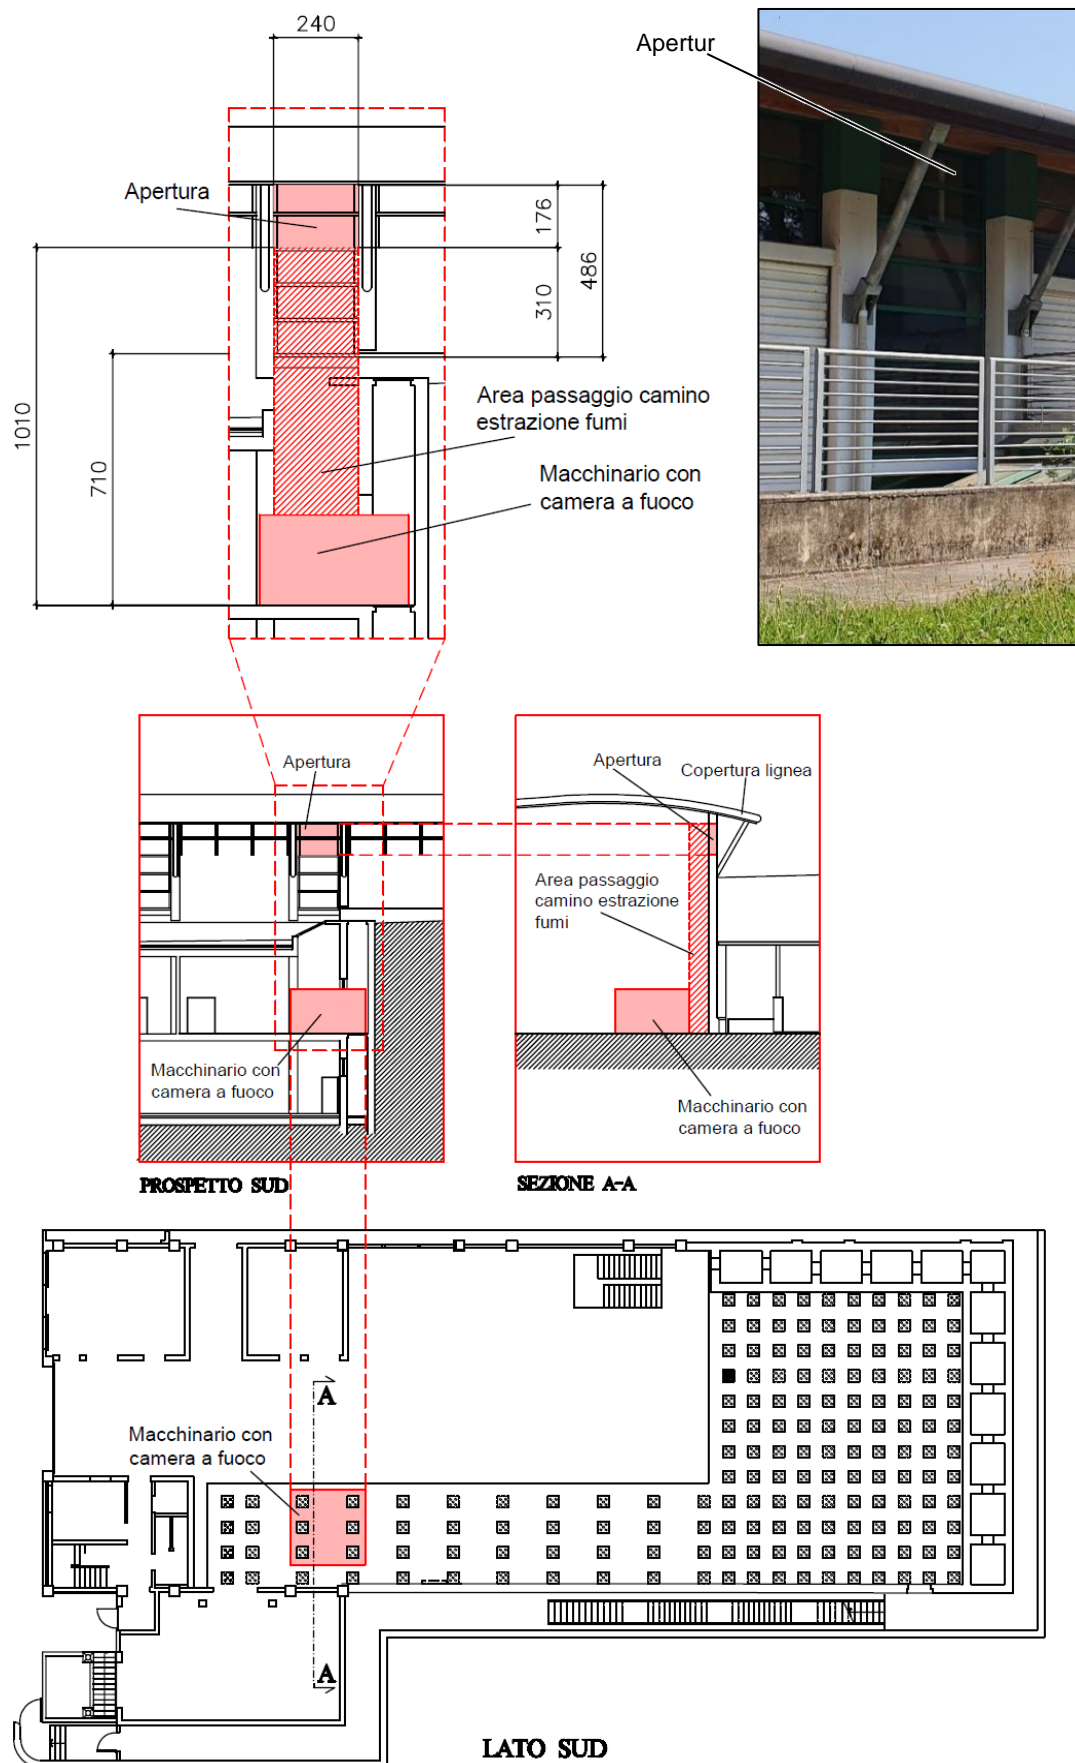 240
Apertur
Apertura
176
486
310
1010
710
Area passaggio camino
estrazione fumi
Macchinario con
camera a fuoco
Apertura
Macchinario con
camera a fuoco
PROSPETTO SUD
Apertura
Copertura lignea
Area passaggio
camino estrazione
fumi
Macchinario con
camera a fuoco
SEZIONE A-A
A
Macchinario con
camera a fuoco
A
LATO SUD